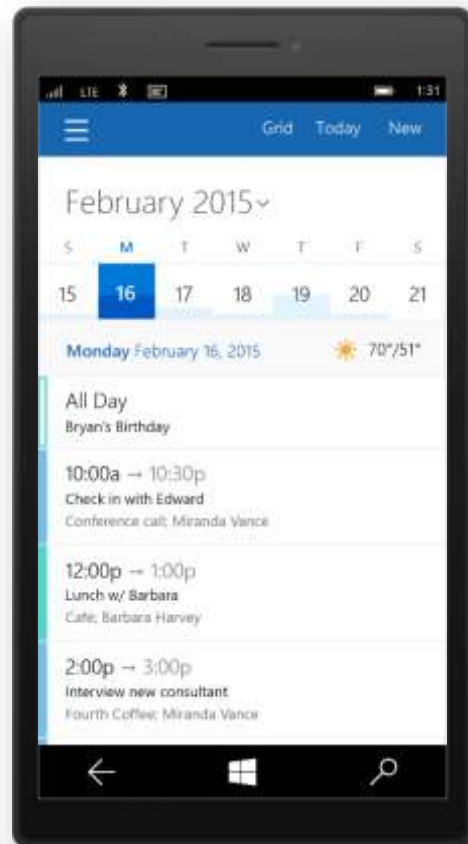 LTE 1:31
Grid Today New
February 2015
S M T W T F S
15 16 17 18 19 20 21
Monday February 16, 2015 70°/51°
All Day
Bryan's Birthday
10:00a → 10:30p
Check in with Edward
Conference call; Miranda Vance
12:00p → 1:00p
Lunch w/ Barbara
Cafe; Barbara Harvey
2:00p → 3:00p
Interview new consultant
Fourth Coffee; Miranda Vance